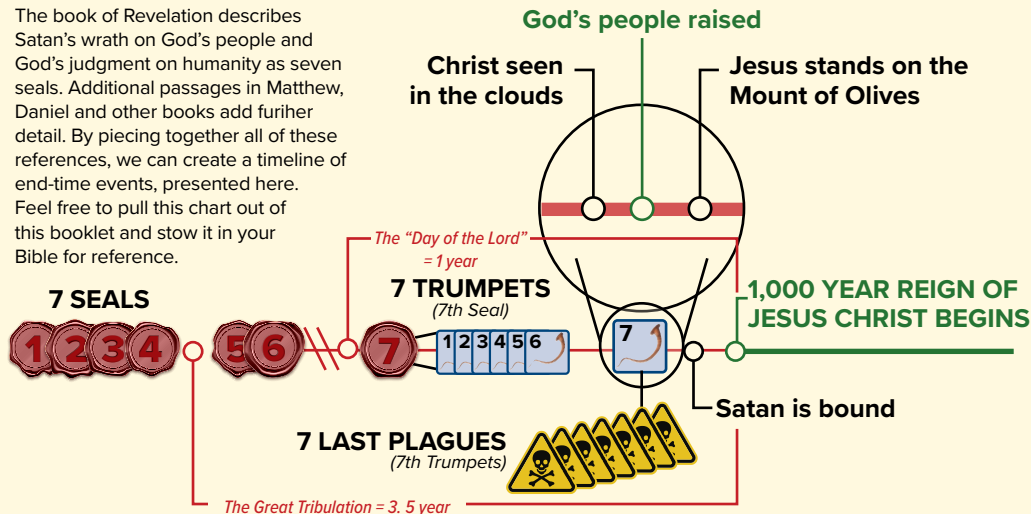 The book of Revelation describes
Satan’s wrath on God’s people and
God’s judgment on humanity as seven
seals. Additional passages in Matthew,
Daniel and other books add furiher
detail. By piecing together all of these
references, we can create a timeline of
end-time events, presented here.
Feel free to pull this chart out of
this booklet and stow it in your
Bible for reference.
God’s people raised
Christ seen
in the clouds
Jesus stands on the
Mount of Olives
The “Day of the Lord”
= 1 year
7 SEALS
1 2 3 4
5 6
7 TRUMPETS
(7th Seal)
7
1 2 3 4 5 6
7
1,000 YEAR REIGN OF
JESUS CHRIST BEGINS
Satan is bound
7 LAST PLAGUES
(7th Trumpets)
The Great Tribulation = 3. 5 year